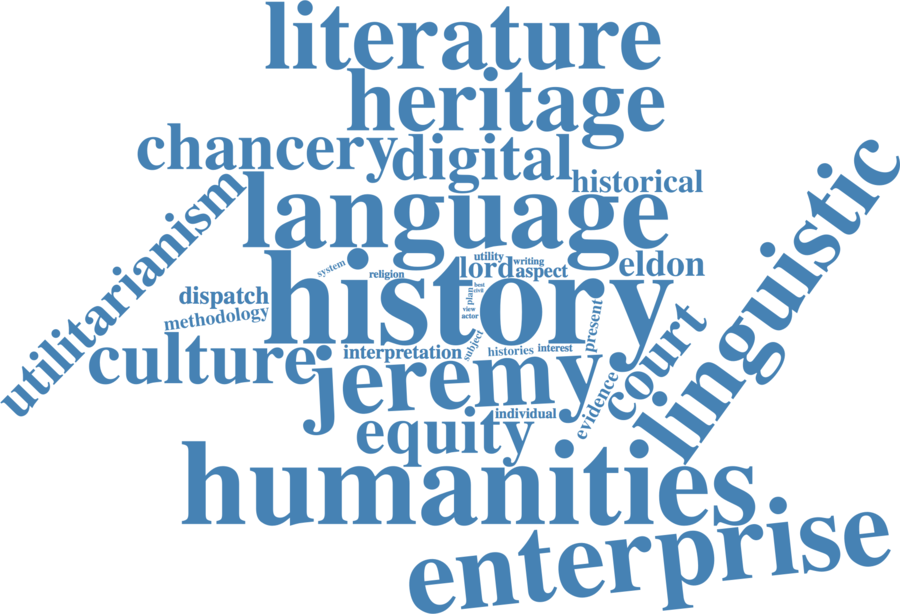 literature
heritage
chancery
digital
historical
linguistic
utilitarianism
language
history
system
religion
utility
writing
lord
aspect
eldon
plan
host
civil
view
actor
dispatch
methodology
culture
interpretation
subject
histories
interest
present
court
jeremy
evidence
individual
equity
humanities
enterprise